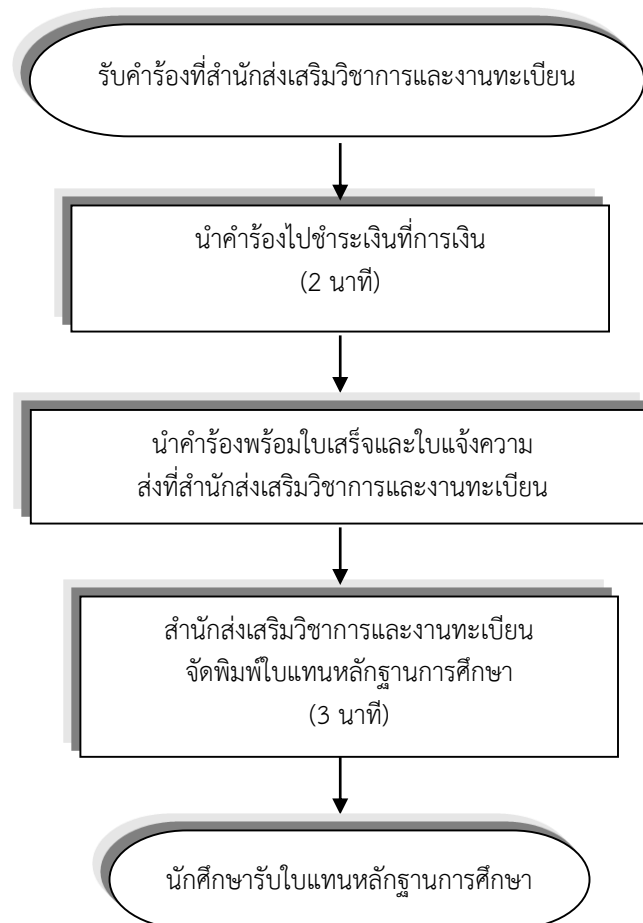 รับคำร้องที่สำนักส่งเสริมวิชาการและงานทะเบียน
นำคำร้องไปชำระเงินที่การเงิน
(2 นาที)
นำคำร้องพร้อมใบเสร็จและใบแจ้งความ
ส่งที่สำนักส่งเสริมวิชาการและงานทะเบียน
สำนักส่งเสริมวิชาการและงานทะเบียน
จัดพิมพ์ใบแทนหลักฐานการศึกษา
(3 นาที)
นักศึกษารับใบแทนหลักฐานการศึกษา